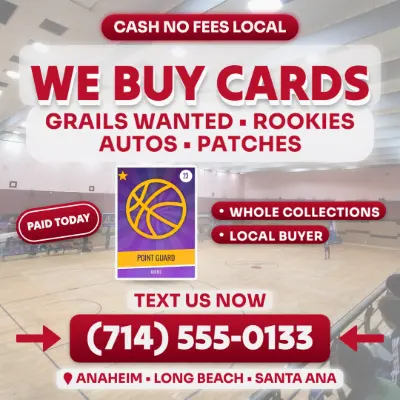 CASH NO FEES LOCAL
WE BUY CARDS
GRAILS WANTED • ROOKIES
AUTOS • PATCHES
PAID TODAY
POINT GUARD
• WHOLE COLLECTIONS
• LOCAL BUYER
TEXT US NOW
(714) 555-0133
ANAHEIM • LONG BEACH • SANTA ANA